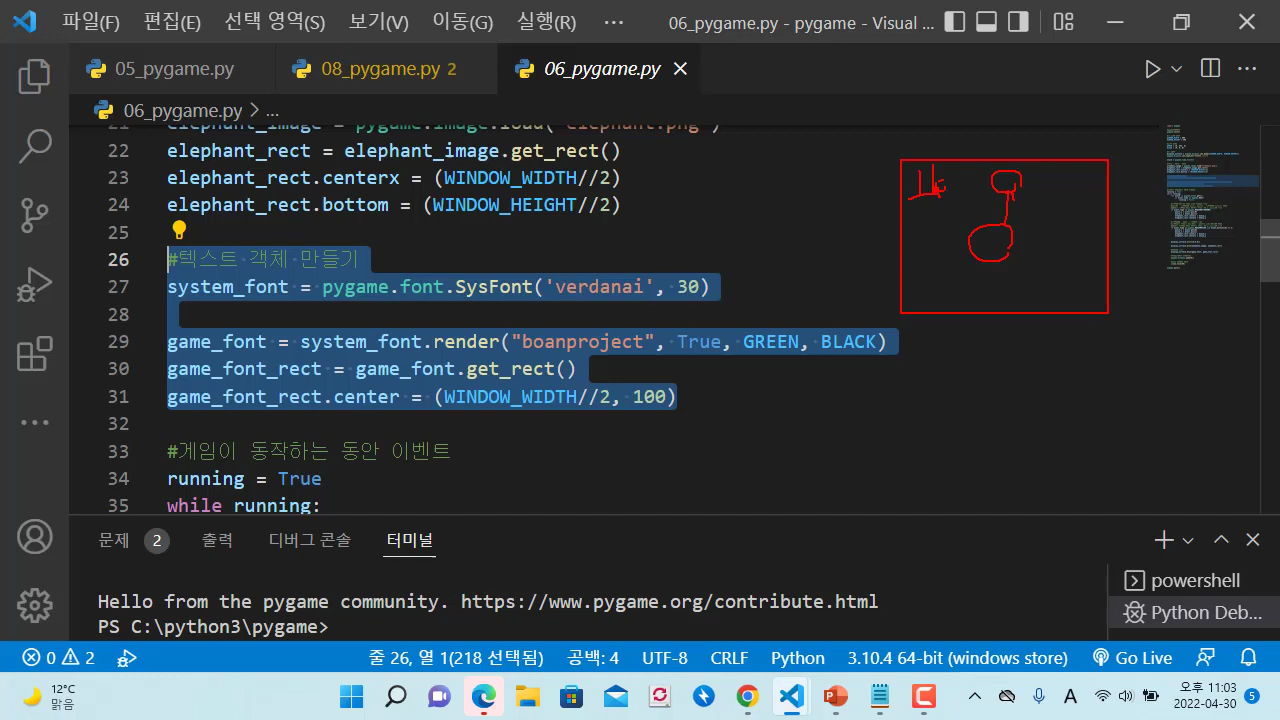 파일(F) 편집(E) 선택 영역(S) 보기(V) 이동(G) 실행(R) ··· 06_pygame.py - pygame - Visual ...
05_pygame.py 08_pygame.py 2 06_pygame.py
06_pygame.py > ...
21 elephant_image = pygame.image.load("elephant.png")
22 elephant_rect = elephant_image.get_rect()
23 elephant_rect.centerx = (WINDOW_WIDTH//2)
24 elephant_rect.bottom = (WINDOW_HEIGHT//2)
25
26 #텍스트 객체 만들기
27 system_font = pygame.font.SysFont('verdanai', 30)
28
29 game_font = system_font.render("boanproject", True, GREEN, BLACK)
30 game_font_rect = game_font.get_rect()
31 game_font_rect.center = (WINDOW_WIDTH//2, 100)
32
33 #게임이 동작하는 동안 이벤트
34 running = True
35 while running:
문제 2 출력 디버그 콘솔 터미널
Hello from the pygame community. https://www.pygame.org/contribute.html
PS C:\python3\pygame>
powershell
Python Deb...
0 2 줄 26, 열 1(218 선택됨) 공백: 4 UTF-8 CRLF Python 3.10.4 64-bit (windows store) Go Live
12°C
맑음
A
오후 11:03
2022-04-30
5